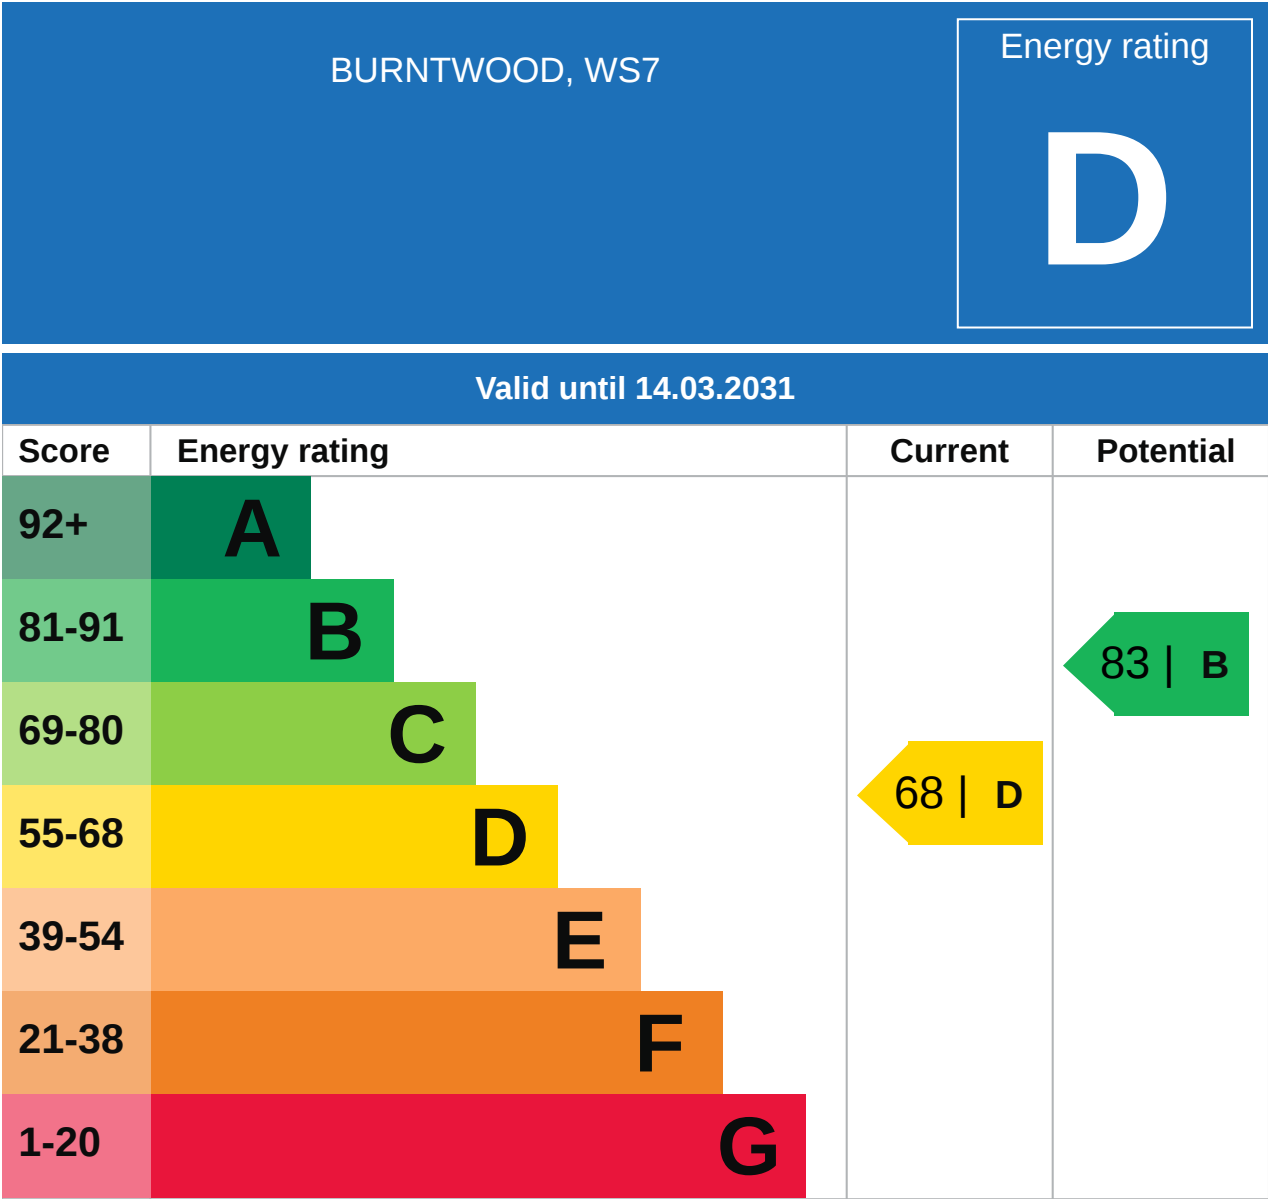 BURNTWOOD, WS7
Energy rating
D
Valid until 14.03.2031
Score Energy rating Current Potential
92+ A
81-91 B
83 | B
69-80 C
68 | D
55-68 D
39-54 E
21-38 F
1-20 G